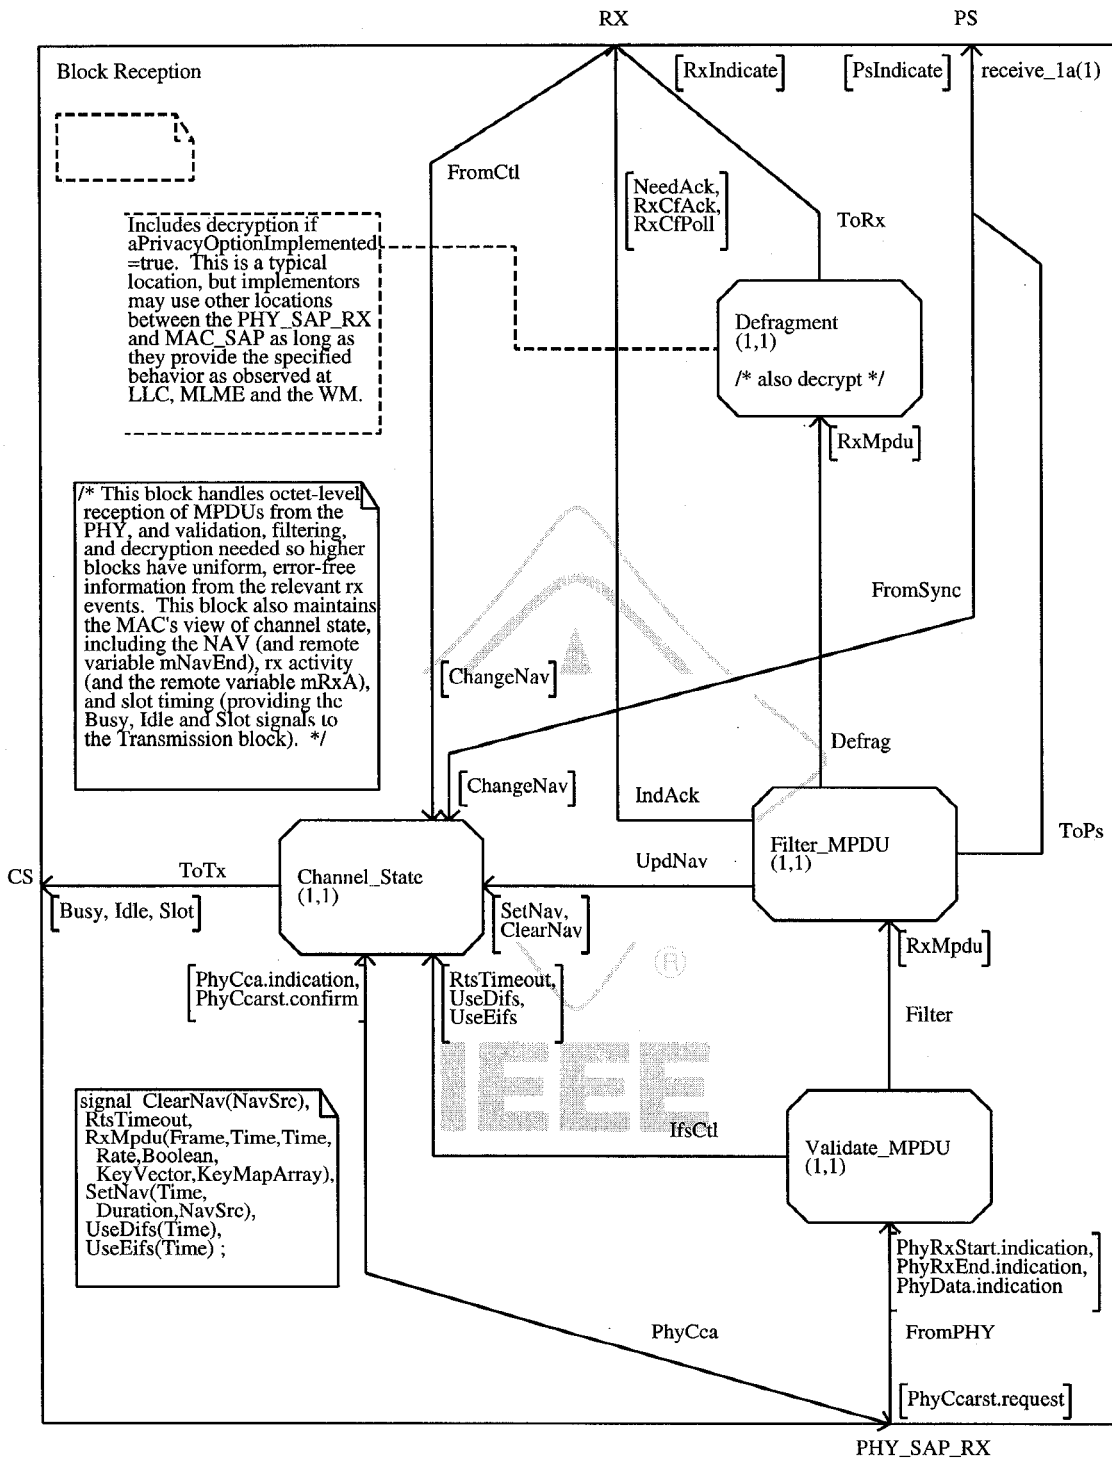 RX
PS
Block Reception
[RxIndicate]
[PsIndicate]
receive_1a(1)
FromCtl
[NeedAck,
RxCfAck,
RxCfPoll]
ToRx
Includes decryption if
aPrivacyOptionImplemented
=true. This is a typical
location, but implementors
may use other locations
between the PHY_SAP_RX
and MAC_SAP as long as
they provide the specified
behavior as observed at
LLC, MLME and the WM.
Defragment
(1,1)
/* also decrypt */
[RxMpdu]
/* This block handles octet-level
reception of MPDUs from the
PHY, and validation, filtering,
and decryption needed so higher
blocks have uniform, error-free
information from the relevant rx
events. This block also maintains
the MAC's view of channel state,
including the NAV (and remote
variable mNavEnd), rx activity
(and the remote variable mRxA),
and slot timing (providing the
Busy, Idle and Slot signals to
the Transmission block). */
FromSync
[ChangeNav]
Defrag
[ChangeNav]
IndAck
ToPs
Filter_MPDU
(1,1)
UpdNav
CS
ToTx
Channel_State
(1,1)
[Busy, Idle, Slot]
[SetNav,
ClearNav]
[RxMpdu]
[PhyCca.indication,
PhyCcarst.confirm]
[RtsTimeout,
UseDifs,
UseEifs]
®
Filter
IEEE
signal ClearNav(NavSrc),
RtsTimeout,
RxMpdu(Frame,Time,Time,
Rate,Boolean,
KeyVector,KeyMapArray),
SetNav(Time,
Duration,NavSrc),
UseDifs(Time),
UseEifs(Time) ;
IfsCtl
Validate_MPDU
(1,1)
[PhyRxStart.indication,
PhyRxEnd.indication,
PhyData.indication]
PhyCca
FromPHY
[PhyCcarst.request]
PHY_SAP_RX